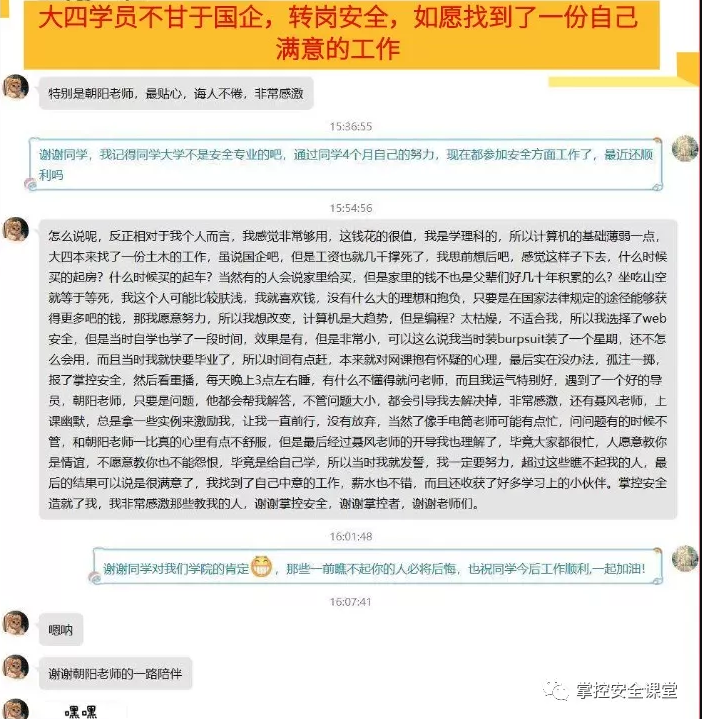 大四学员不甘于国企，转岗安全，如愿找到了一份自己
满意的工作
特别是朝阳老师，最贴心，诲人不倦，非常感激
15:36:55
谢谢同学，我记得同学大学不是安全专业的吧，通过同学4个月自己的努力，现在都参加安全方面工作了，最近还顺
利吗
15:54:56
怎么说呢，反正相对于我个人而言，我感觉非常够用，这钱花的很值，我是学理科的，所以计算机的基础薄弱一点，
大四本来找了一份土木的工作，虽说国企吧，但是工资也就几千撑死了，我思前想后吧，感觉这样子下去，什么时候
买的起房？什么时候买的起车？当然有的人会说家里给买，但是家里的钱不也是父辈们好几十年积累的么？坐吃山空
就等于等死，我这个人可能比较肤浅，我就喜欢钱，没有什么大的理想和抱负，只要是在国家法律规定的途径能够获
得更多吧的钱，那我愿意努力，所以我想改变，计算机是大趋势，但是编程？太枯燥，不适合我，所以我选择了web
安全，但是当时自学也学了一段时间，效果是有，但是非常小，可以这么说我当时装burpsuit装了一个星期，还不怎
么会用，而且当时我就快要毕业了，所以时间有点赶，本来就对网课抱有怀疑的心理，最后实在没办法，孤注一掷，
报了掌控安全，然后看重播，每天晚上3点左右睡，有什么不懂得就问老师，而且我运气特别好，遇到了一个好的导
员，朝阳老师，只要是问题，他都会帮我解答，不管问题大小，都会引导我去解决掉，非常感激，还有聂风老师，上
课幽默，总是拿一些实例来激励我，让我一直前行，没有放弃，当然了像手电筒老师可能有点忙，问问题有的时候不
管，和朝阳老师一比真的心里有点不舒服，但是最后经过聂风老师的开导我也理解了，毕竟大家都很忙，人愿意教你
是情谊，不愿意教你也不能怨恨，毕竟是给自己学，所以当时我就发誓，我一定要努力，超过这些瞧不起我的人，最
后的结果可以说是很满意了，我找到了自己中意的工作，薪水也不错，而且还收获了好多学习上的小伙伴。掌控安全
造就了我，我非常感激那些教我的人，谢谢掌控安全，谢谢掌控者，谢谢老师们。
16:01:48
谢谢同学对我们学院的肯定，那些一前瞧不起你的人必将后悔，也祝同学今后工作顺利,一起加油!
16:07:41
嗯呐
谢谢朝阳老师的一路陪伴
嘿嘿
掌控安全课堂